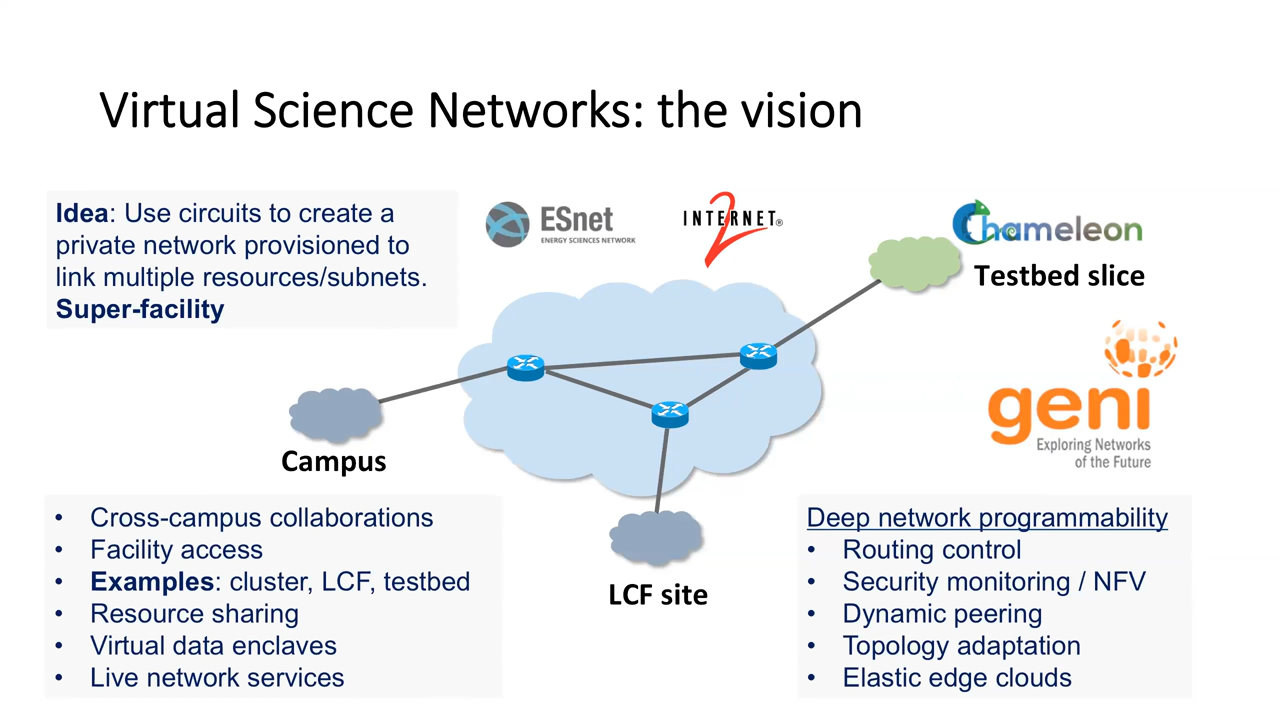 Virtual Science Networks: the vision
Idea: Use circuits to create a
private network provisioned to
link multiple resources/subnets.
Super-facility
ESnet
ENERGY SCIENCES NETWORK
INTERNET®
2
Chameleon
Testbed slice
geni
Exploring Networks
of the Future
Campus
LCF site
• Cross-campus collaborations
• Facility access
• Examples: cluster, LCF, testbed
• Resource sharing
• Virtual data enclaves
• Live network services
Deep network programmability
• Routing control
• Security monitoring / NFV
• Dynamic peering
• Topology adaptation
• Elastic edge clouds